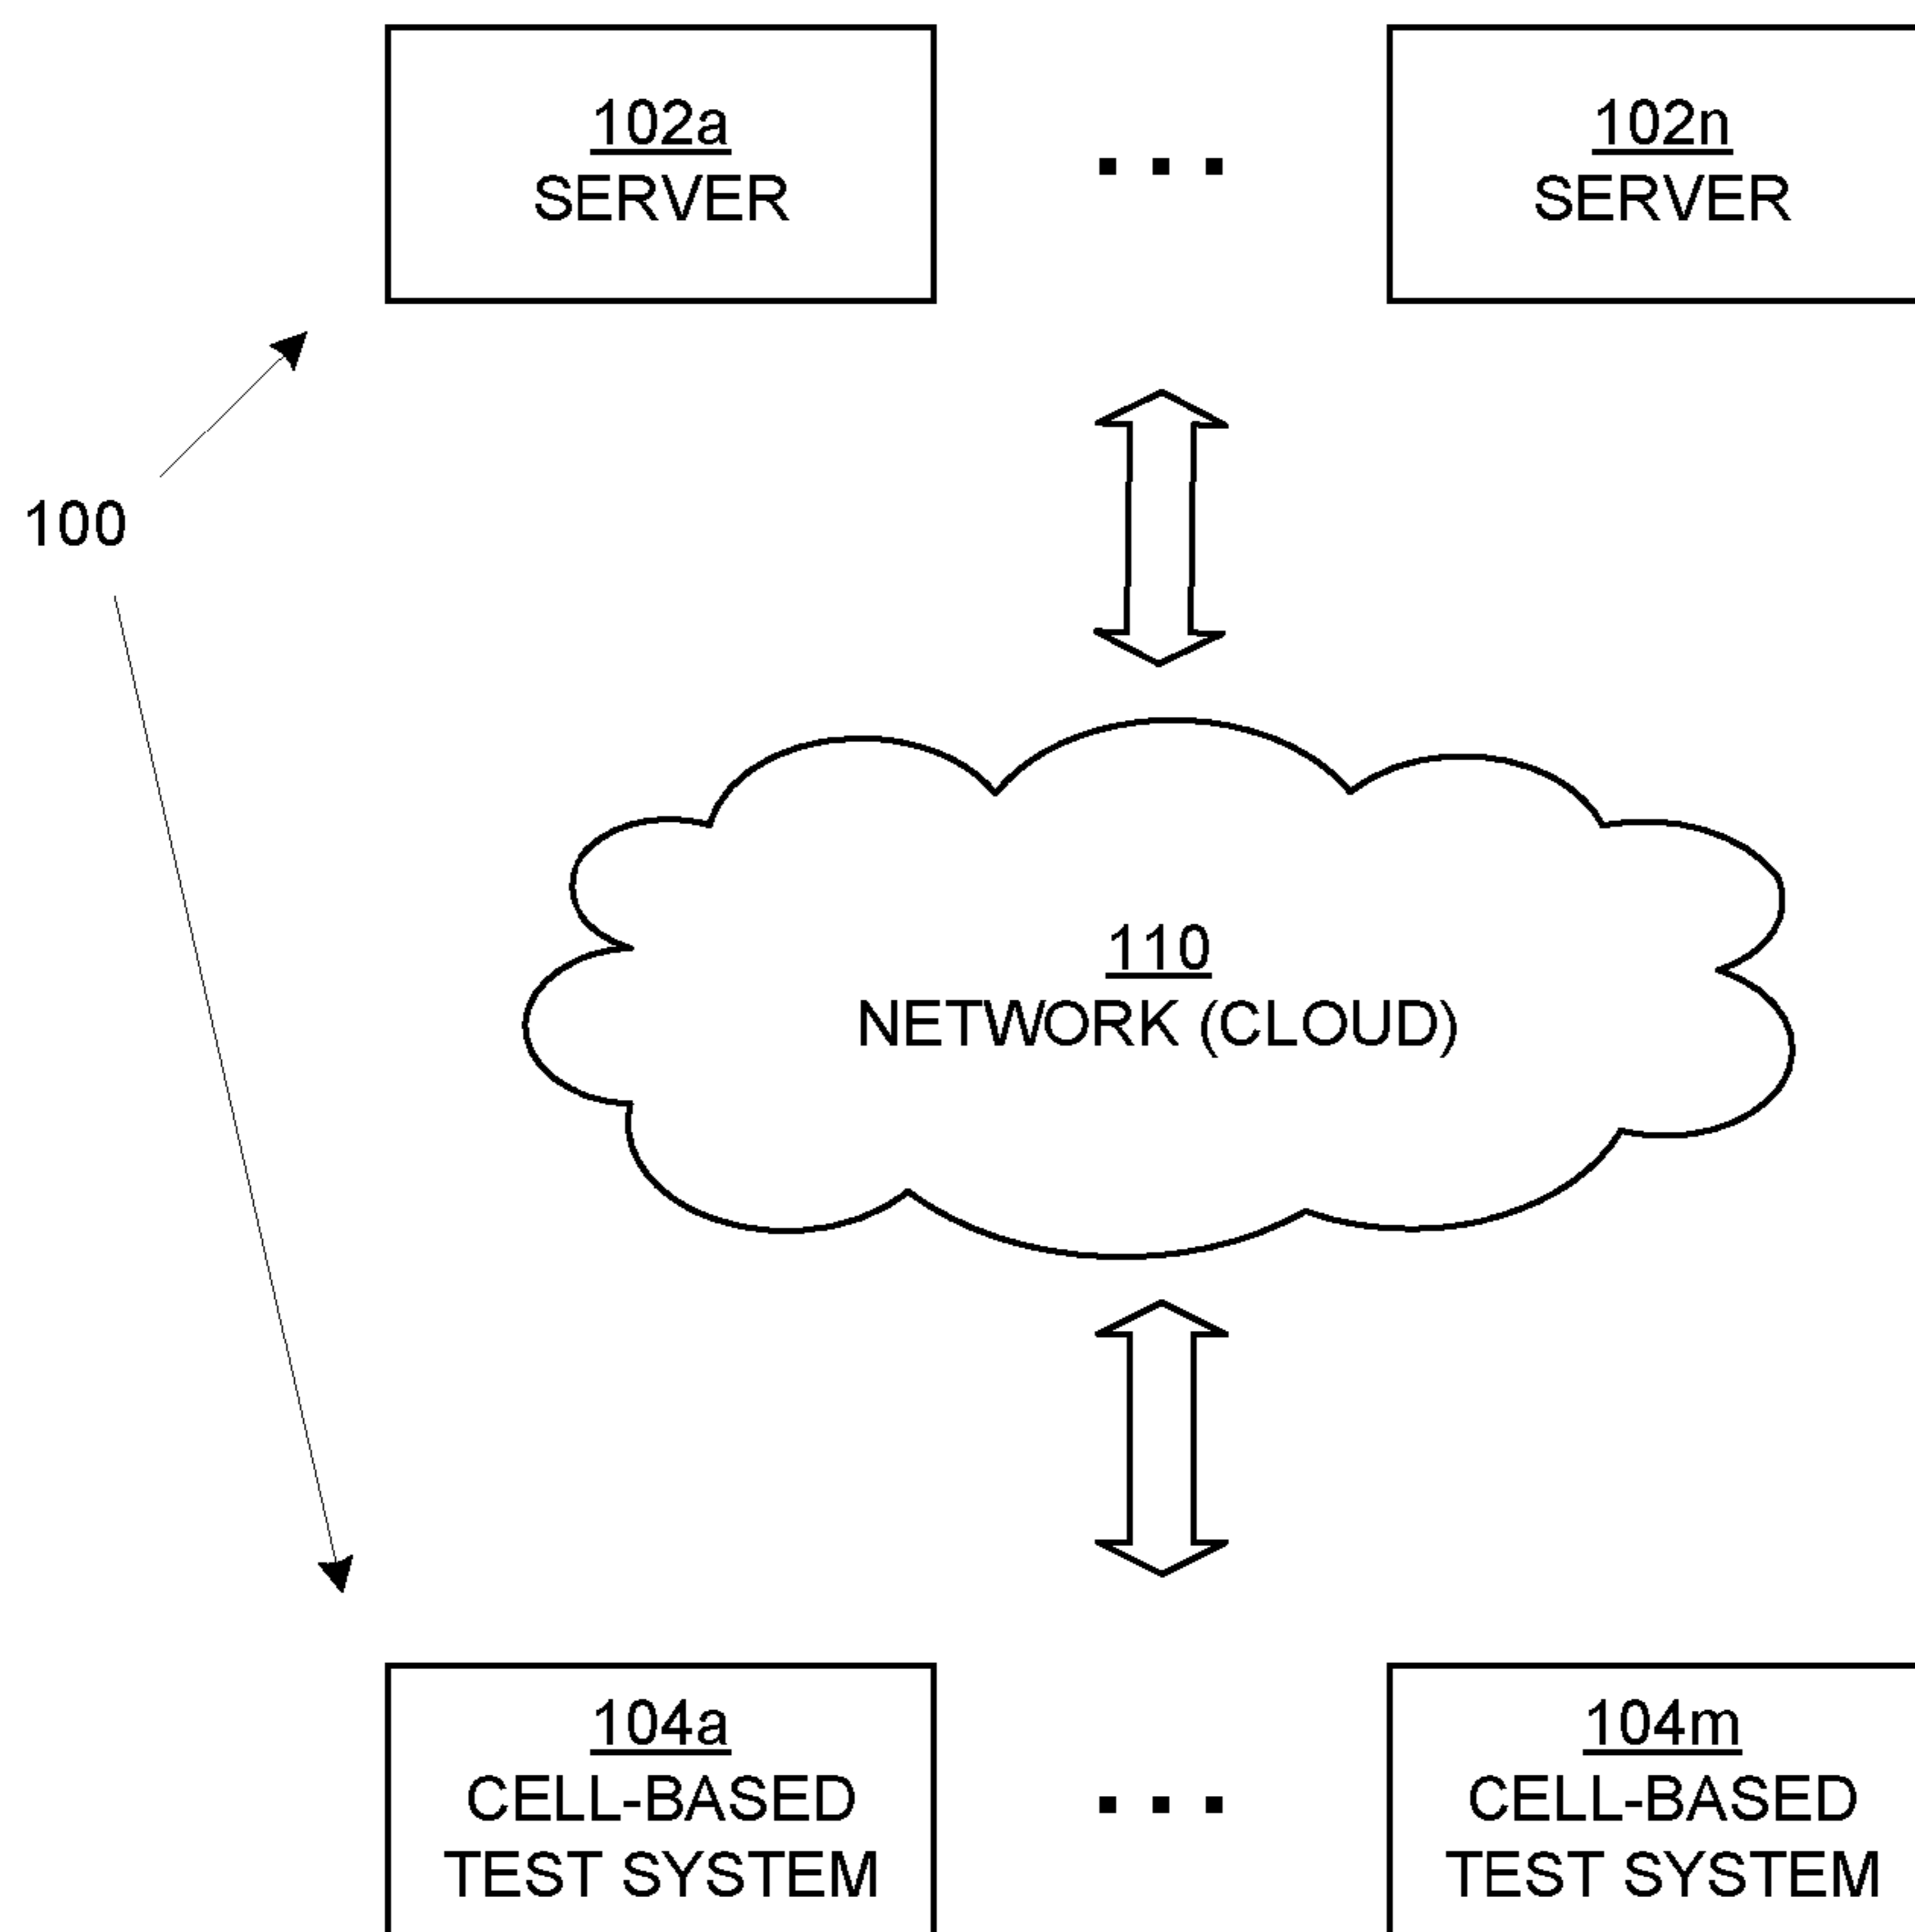 102a
SERVER
...
102n
SERVER
100
110
NETWORK (CLOUD)
104a
CELL-BASED
TEST SYSTEM
...
104m
CELL-BASED
TEST SYSTEM